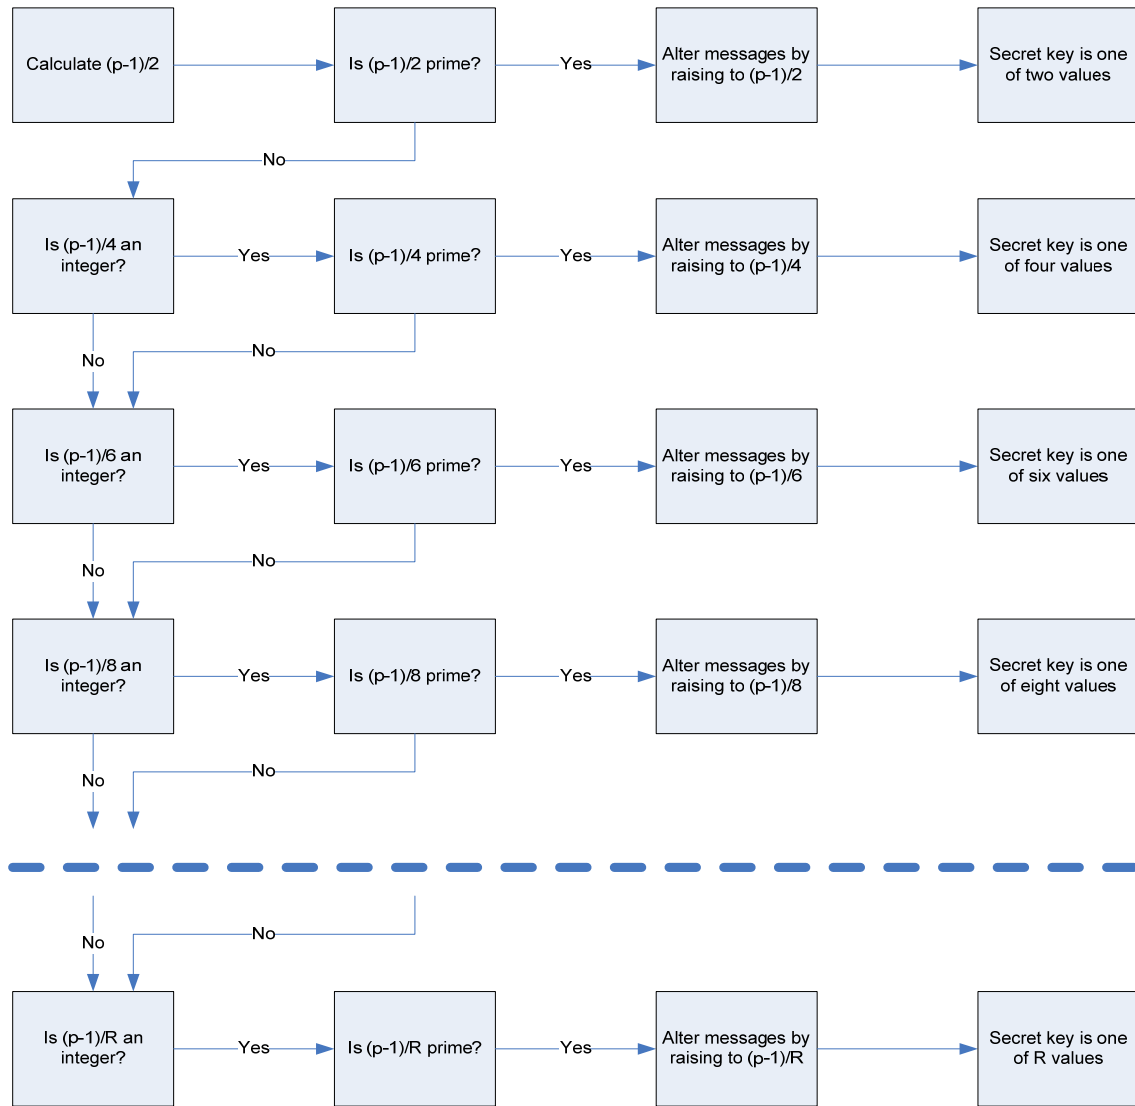 Calculate (p-1)/2
Is (p-1)/2 prime?
Yes
Alter messages by
raising to (p-1)/2
Secret key is one
of two values
No
Is (p-1)/4 an
integer?
Yes
Is (p-1)/4 prime?
Yes
Alter messages by
raising to (p-1)/4
Secret key is one
of four values
No
No
Is (p-1)/6 an
integer?
Yes
Is (p-1)/6 prime?
Yes
Alter messages by
raising to (p-1)/6
Secret key is one
of six values
No
No
Is (p-1)/8 an
integer?
Yes
Is (p-1)/8 prime?
Yes
Alter messages by
raising to (p-1)/8
Secret key is one
of eight values
No
No
No
No
Is (p-1)/R an
integer?
Yes
Is (p-1)/R prime?
Yes
Alter messages by
raising to (p-1)/R
Secret key is one
of R values